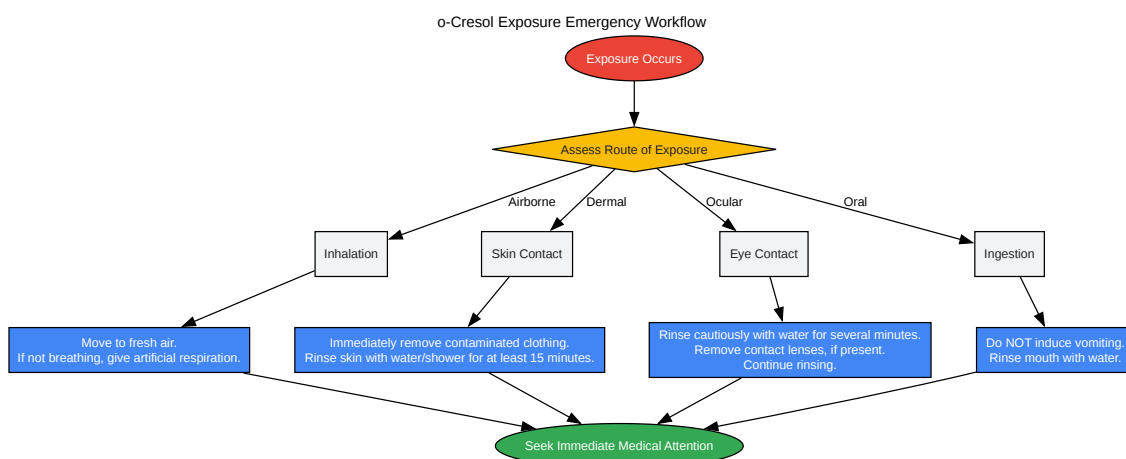 o-Cresol Exposure Emergency Workflow
Exposure Occurs
Assess Route of Exposure
Airborne
Dermal
Ocular
Oral
Inhalation
Skin Contact
Eye Contact
Ingestion
Move to fresh air.
If not breathing, give artificial respiration.
Immediately remove contaminated clothing.
Rinse skin with water/shower for at least 15 minutes.
Rinse cautiously with water for several minutes.
Remove contact lenses, if present.
Continue rinsing.
Do NOT induce vomiting.
Rinse mouth with water.
Seek Immediate Medical Attention